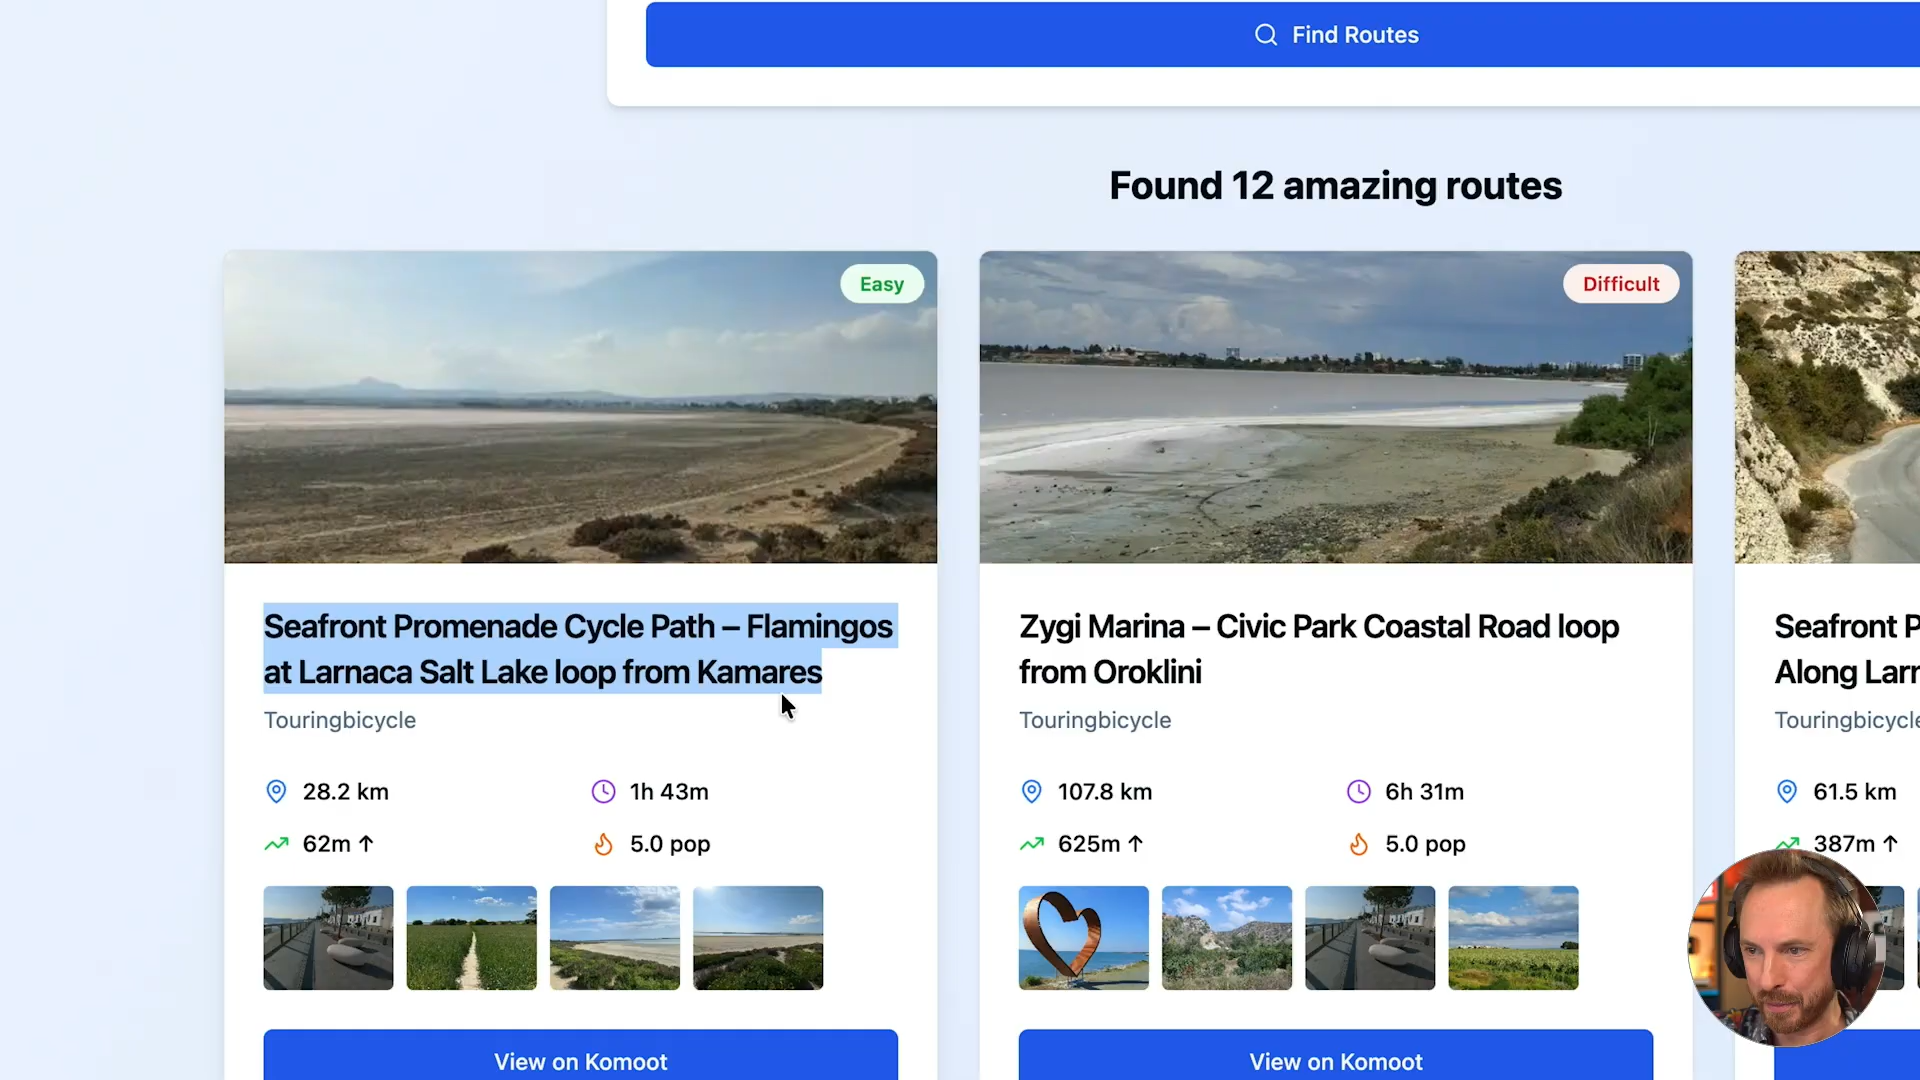 Find Routes
Found 12 amazing routes
Easy
Seafront Promenade Cycle Path – Flamingos
at Larnaca Salt Lake loop from Kamares
Touringbicycle
28.2 km
1h 43m
62m ↑
5.0 pop
View on Komoot
Difficult
Zygi Marina – Civic Park Coastal Road loop
from Oroklini
Touringbicycle
107.8 km
6h 31m
625m ↑
5.0 pop
View on Komoot
Seafront
Along
Touringbicycle
61.5 km
387m ↑